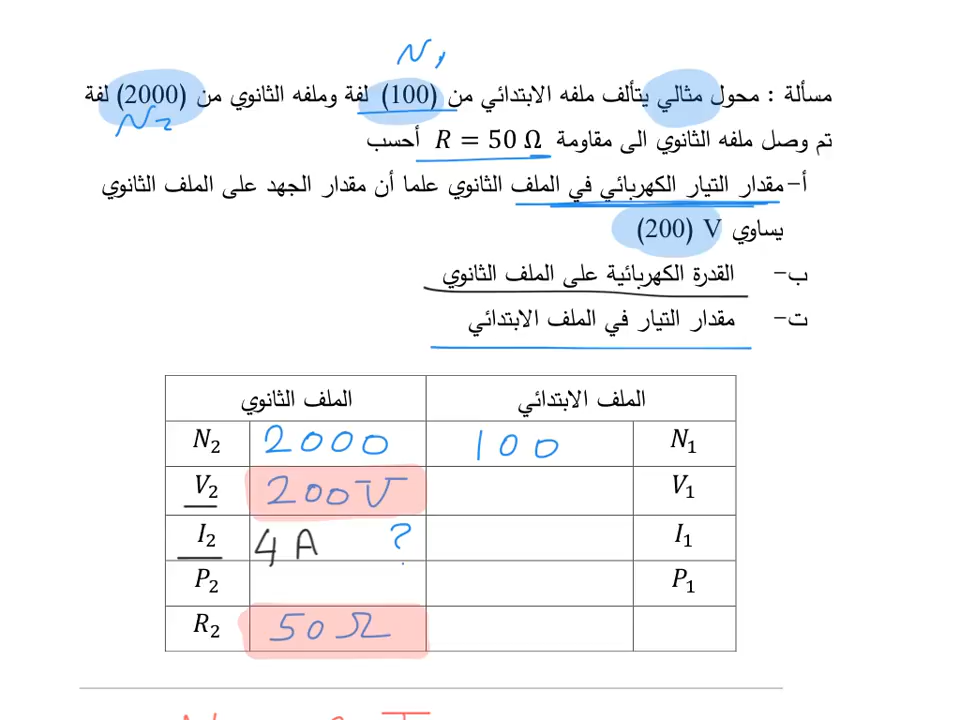 N₁
مسألة : محول مثالي يتألف ملفه الابتدائي من (100) لفة وملفه الثانوي من (2000) لفة
N₂
تم وصل ملفه الثانوي الى مقاومة R = 50 Ω أحسب
أ- مقدار التيار الكهربائي في الملف الثانوي علما أن مقدار الجهد على الملف الثانوي
يساوي (200) V
ب- القدرة الكهربائية على الملف الثانوي
ت- مقدار التيار في الملف الابتدائي
الملف الابتدائي الملف الثانوي
N₁ 100 2000 N₂
V₁ 200V V₂
I₁ ? 4A I₂
P₁ P₂
50Ω R₂